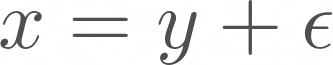 x = y + ϵ